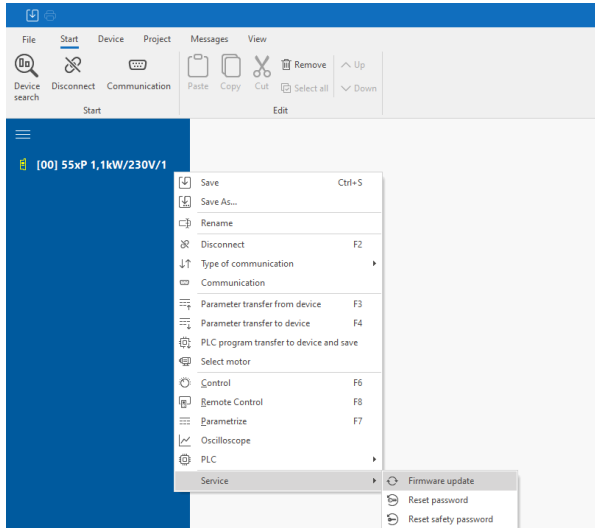 File Start Device Project Messages View
Device search
Disconnect
Communication
Paste
Copy
Cut
Remove
Select all
Up
Down
Start
Edit
[00] 55xP 1,1kW/230V/1
Save Ctrl+S
Save As...
Rename
Disconnect F2
Type of communication
Communication
Parameter transfer from device F3
Parameter transfer to device F4
PLC program transfer to device and save
Select motor
Control F6
Remote Control F8
Parametrize F7
Oscilloscope
PLC
Service
Firmware update
Reset password
Reset safety password